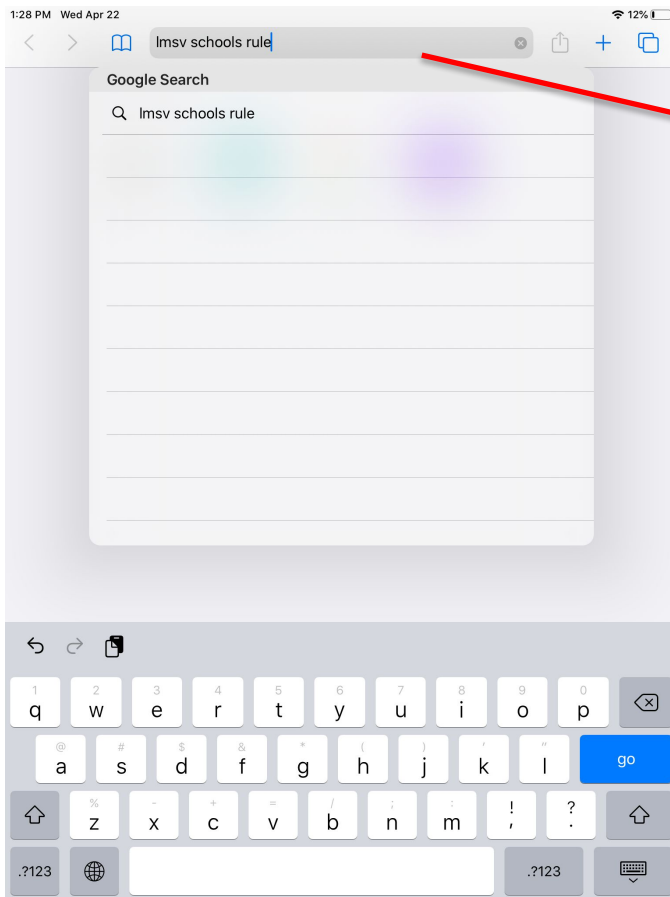 1:28 PM Wed Apr 22 12%
lmsv schools rule
Google Search
lmsv schools rule
1 2 3 4 5 6 7 8 9 0
q w e r t y u i o p
@ # $ & * ( ) ' "
a s d f g h j k l go
% - + = / ; : ! ?
z x c v b n m , .
.?123 .?123